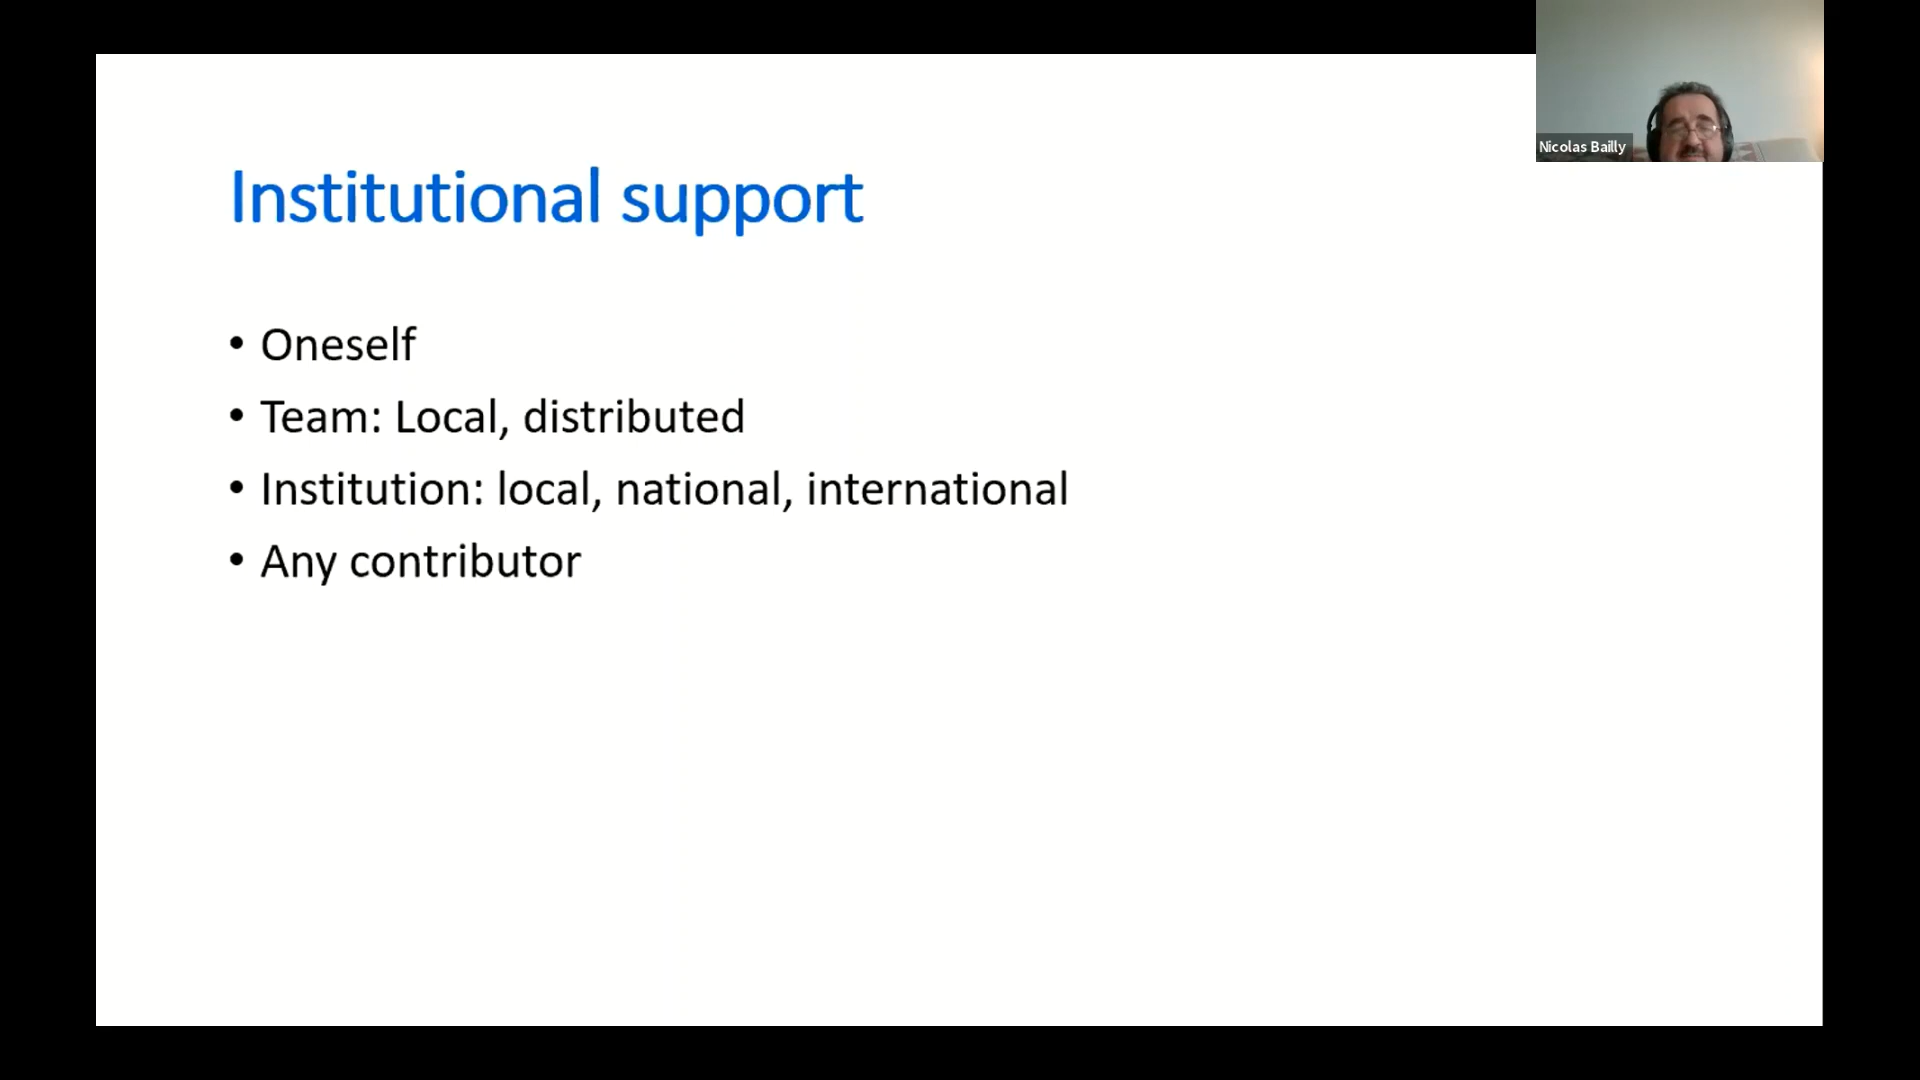 Nicolas Bailly
Institutional support
• Oneself
• Team: Local, distributed
• Institution: local, national, international
• Any contributor